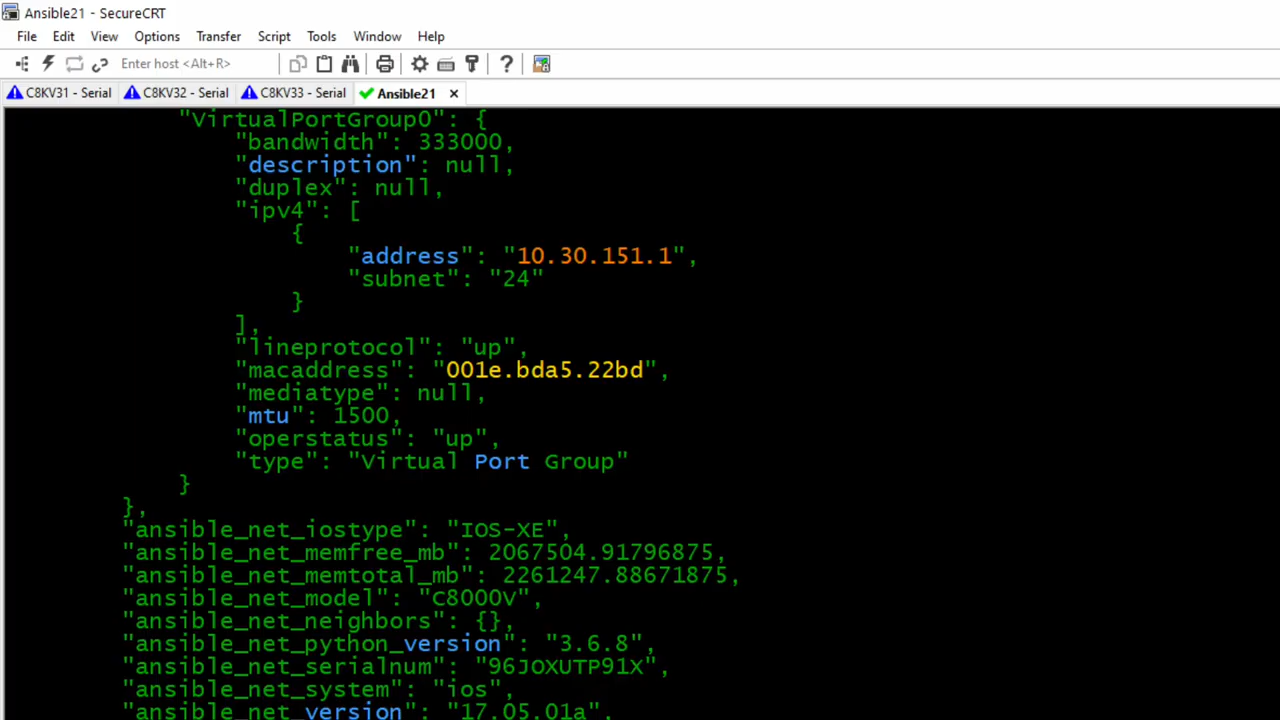 Ansible21 - SecureCRT
File Edit View Options Transfer Script Tools Window Help
Enter host <Alt+R>
C8KV31 - Serial C8KV32 - Serial C8KV33 - Serial Ansible21
"VirtualPortGroup0": {
"bandwidth": 333000,
"description": null,
"duplex": null,
"ipv4": [
{
"address": "10.30.151.1",
"subnet": "24"
}
],
"lineprotocol": "up",
"macaddress": "001e.bda5.22bd",
"mediatype": null,
"mtu": 1500,
"operstatus": "up",
"type": "Virtual Port Group"
}
},
"ansible_net_iostype": "IOS-XE",
"ansible_net_memfree_mb": 2067504.91796875,
"ansible_net_memtotal_mb": 2261247.88671875,
"ansible_net_model": "C8000V",
"ansible_net_neighbors": {},
"ansible_net_python_version": "3.6.8",
"ansible_net_serialnum": "96JOXUTP91X",
"ansible_net_system": "ios",
"ansible_net_version": "17.05.01a",